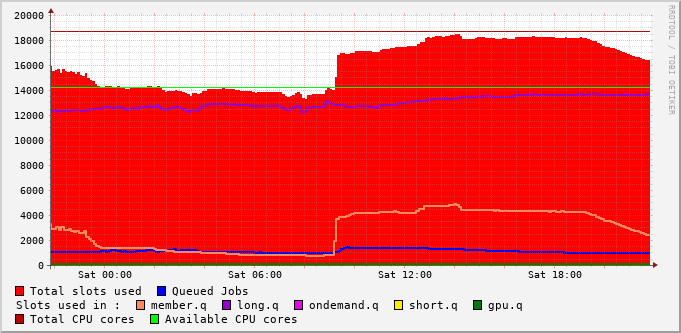 20000
18000
16000
14000
12000
10000
8000
6000
4000
2000
0
Sat 00:00 Sat 06:00 Sat 12:00 Sat 18:00
RRDTOOL / TOBI OETIKER
Total slots used Queued Jobs
Slots used in : member.q long.q ondemand.q short.q gpu.q
Total CPU cores Available CPU cores